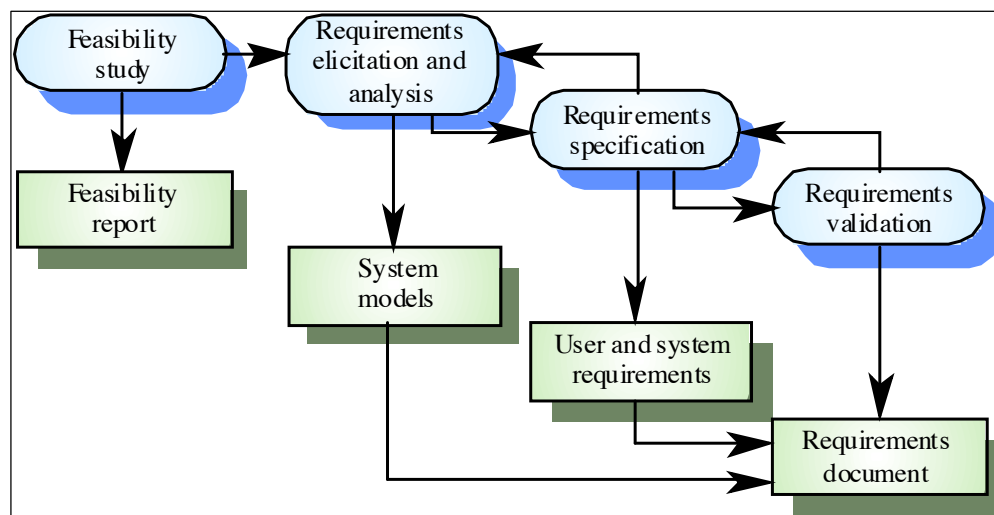 Feasibility
study
Requirements
elicitation and
analysis
Requirements
specification
Requirements
validation
Feasibility
report
System
models
User and system
requirements
Requirements
document